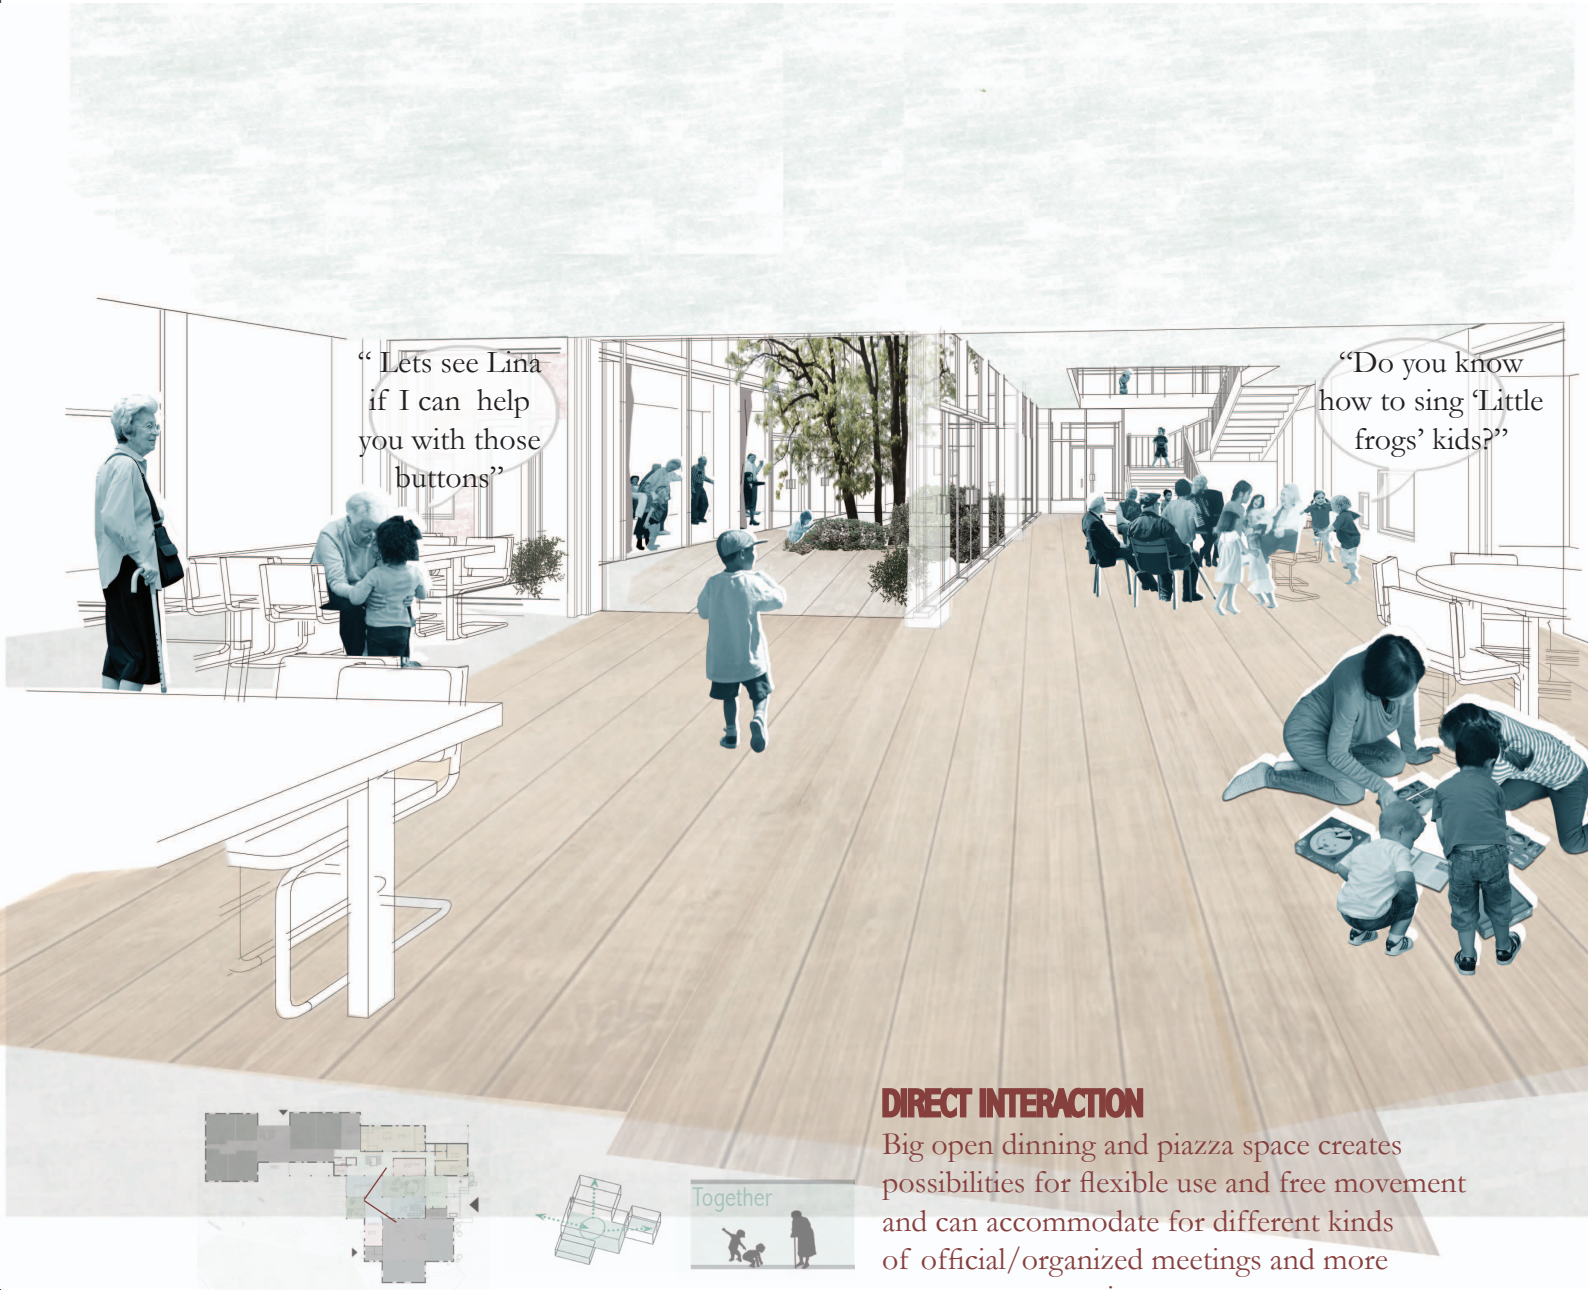 “ Lets see Lina
if I can help
you with those
buttons”
“Do you know
how to sing ‘Little
frogs’ kids?”
DIRECT INTERACTION
Big open dinning and piazza space creates
possibilities for flexible use and free movement
and can accommodate for different kinds
of official/organized meetings and more
Together